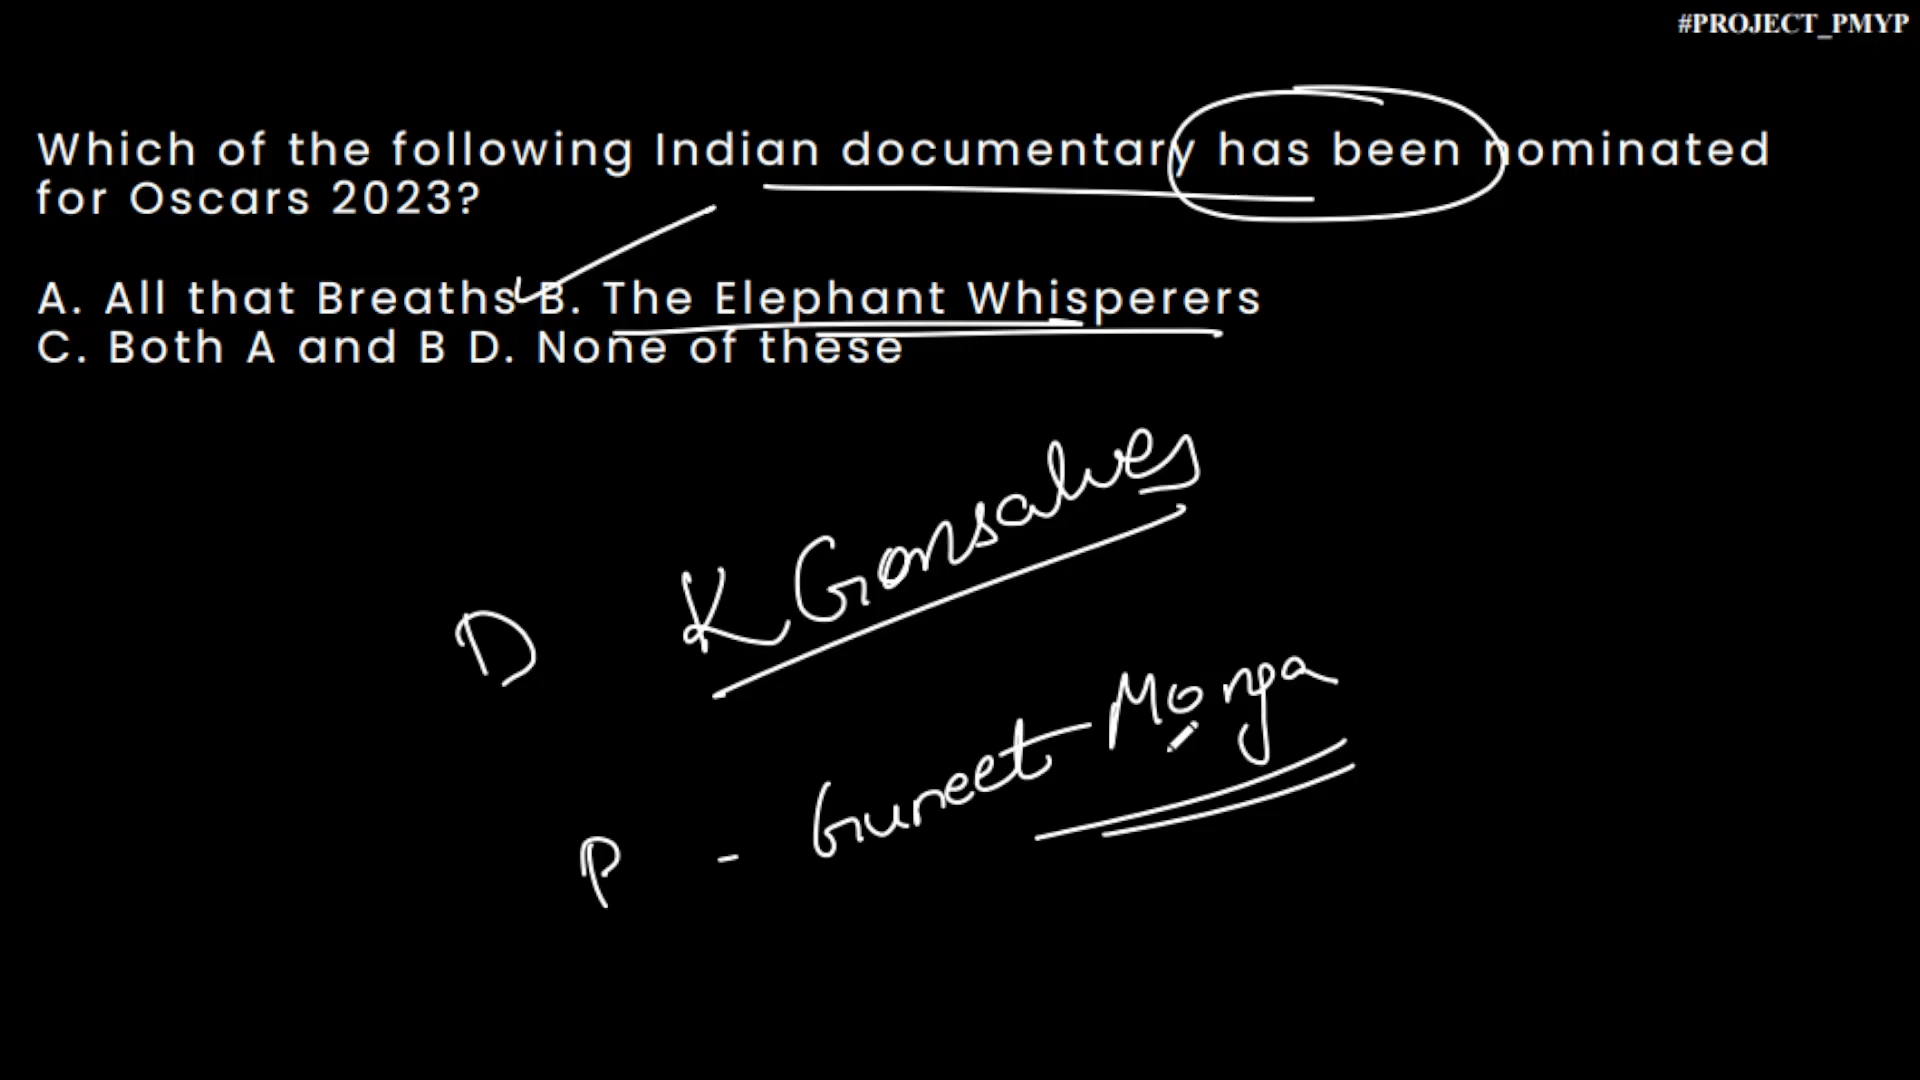 #PROJECT_PMYP
Which of the following Indian documentary has been nominated
for Oscars 2023?
A. All that Breaths B. The Elephant Whisperers
C. Both A and B D. None of these
D K Gonsalves
P - Guneet Monga